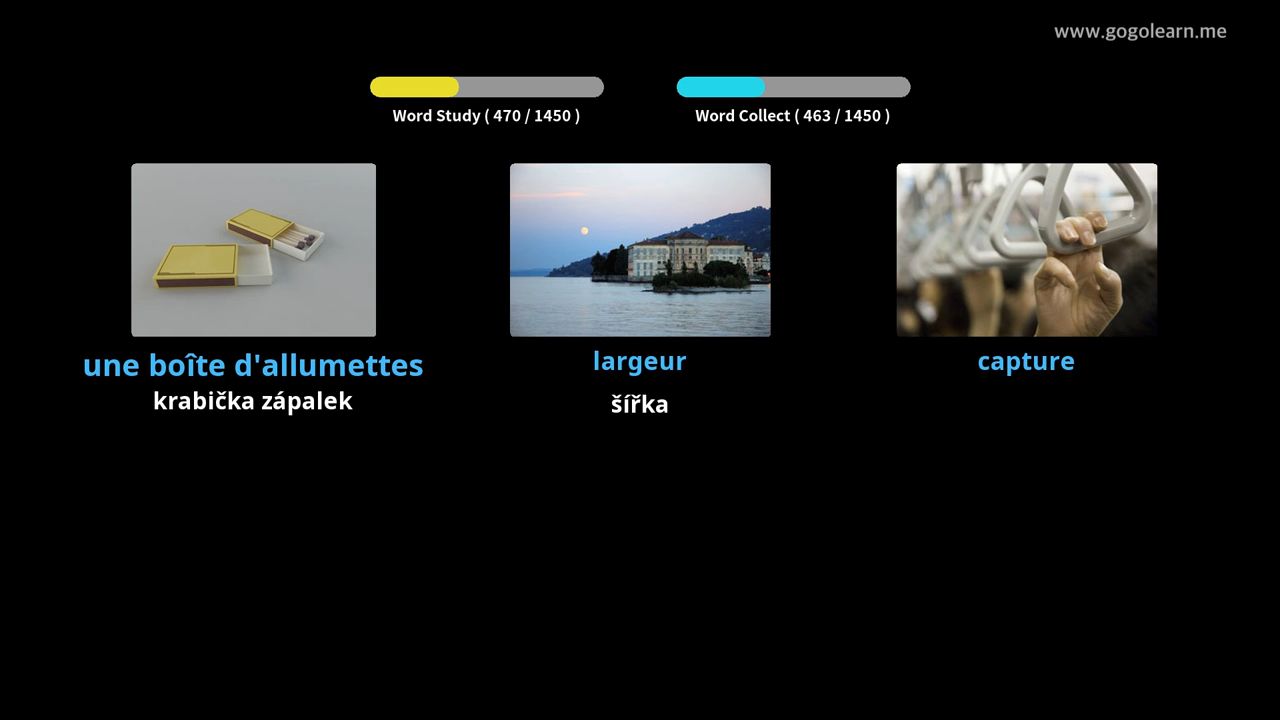 www.gogolearn.me
Word Study ( 470 / 1450 )
Word Collect ( 463 / 1450 )
une boîte d'allumettes
krabička zápalek
largeur
šířka
capture